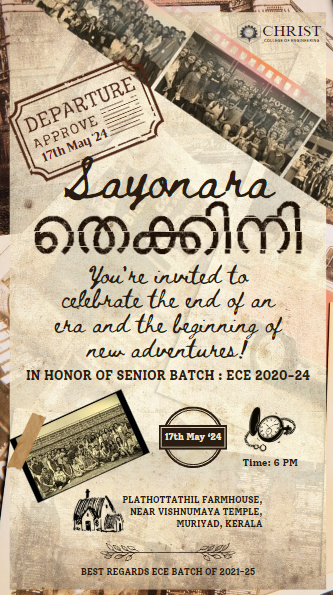 CHRIST
COLLEGE OF ENGINEERING
DEPARTURE
APPROVE
17th May '24
Sayonara
തെക്കിനി
You're invited to
celebrate the end of an
era and the beginning of
new adventures!
IN HONOR OF SENIOR BATCH : ECE 2020-24
17th May '24
Time: 6 PM
PLATHOTTATHIL FARMHOUSE,
NEAR VISHNUMAYA TEMPLE,
MURIYAD, KERALA
BEST REGARDS ECE BATCH OF 2021-25